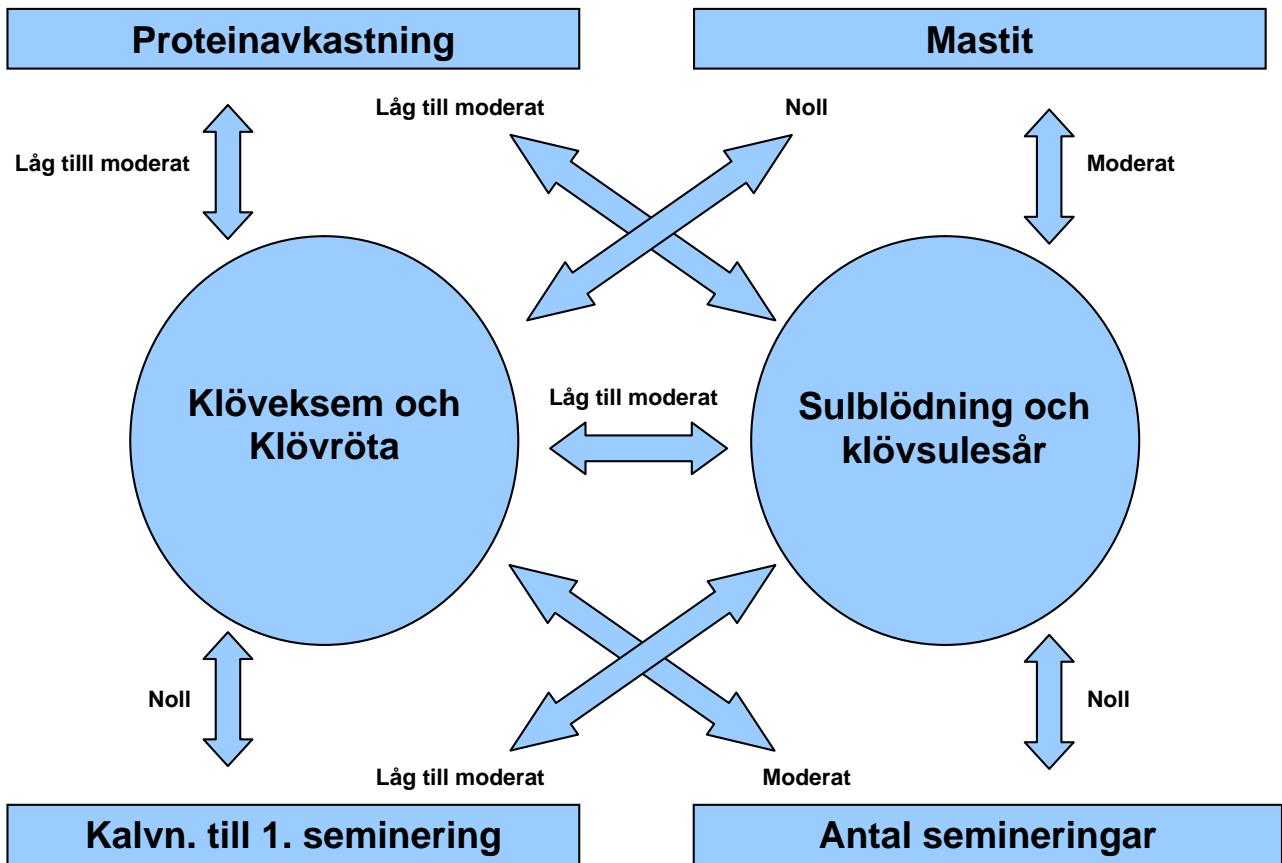 Proteinavkastning
Mastit
Låg till moderat
Noll
Låg tilll moderat
Moderat
Klöveksem och
Klövröta
Låg till moderat
Sulblödning och
klövsulesår
Noll
Noll
Låg till moderat
Moderat
Kalvn. till 1. seminering
Antal semineringar